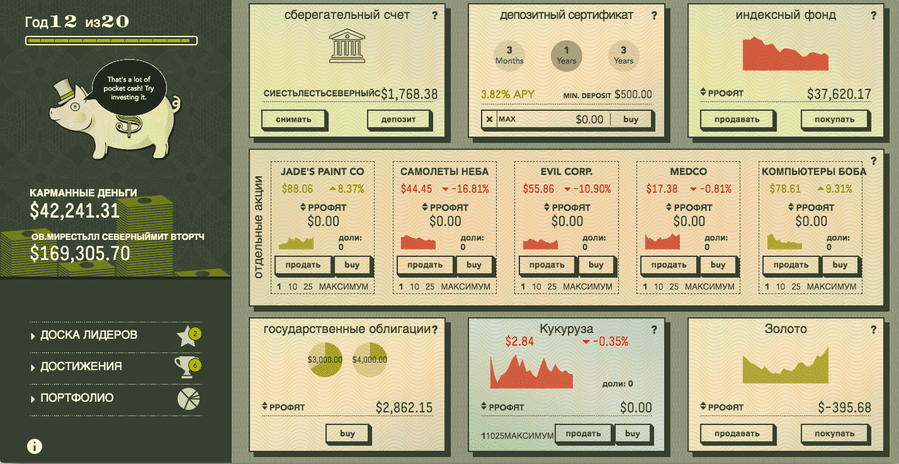 Год12 из20
That's a lot of
pocket cash! Try
investing it.
КАРМАННЫЕ ДЕНЬГИ
$42,241.31
ОВ.МИРЕСТЬЛЛ СЕВЕРНЫЙМИТ ВТОРТЧ
$169,305.70
ДОСКА ЛИДЕРОВ
2
ДОСТИЖЕНИЯ
6
ПОРТФОЛИО
i
сберегательный счет ?
СИЕСТЬЛЕСТЬСЕВЕРНЫЙС$1,768.38
снимать депозит
депозитный сертификат ?
3 Months 1 Years 3 Years
3.82% APY MIN. DEPOSIT $500.00
× MAX $0.00 buy
индексный фонд ?
РРОФЯТ $37,620.17
продавать покупать
отдельные акции
?
JADE'S PAINT CO
$88.06 8.37%
РРОФЯТ
$0.00
доли:
0
продать buy
1 10 25 МАКСИМУМ
САМОЛЕТЫ НЕБА
$44.45 -16.81%
РРОФЯТ
$0.00
доли:
0
продать buy
1 10 25 МАКСИМУМ
EVIL CORP.
$55.86 -10.90%
РРОФЯТ
$0.00
доли:
0
продать buy
1 10 25 МАКСИМУМ
MEDCO
$17.38 -0.81%
РРОФЯТ
$0.00
доли:
0
продать buy
1 10 25 МАКСИМУМ
КОМПЬЮТЕРЫ БОБА
$78.61 9.31%
РРОФЯТ
$0.00
доли:
0
продать buy
1 10 25 МАКСИМУМ
государственные облигации?
$3,000.00 $4,000.00
РРОФЯТ $2,862.15
buy
Кукуруза ?
$2.84 -0.35%
доли: 0
РРОФЯТ $0.00
11025МАКСИМУМ продать buy
Золото ?
РРОФЯТ $-395.68
продавать покупать